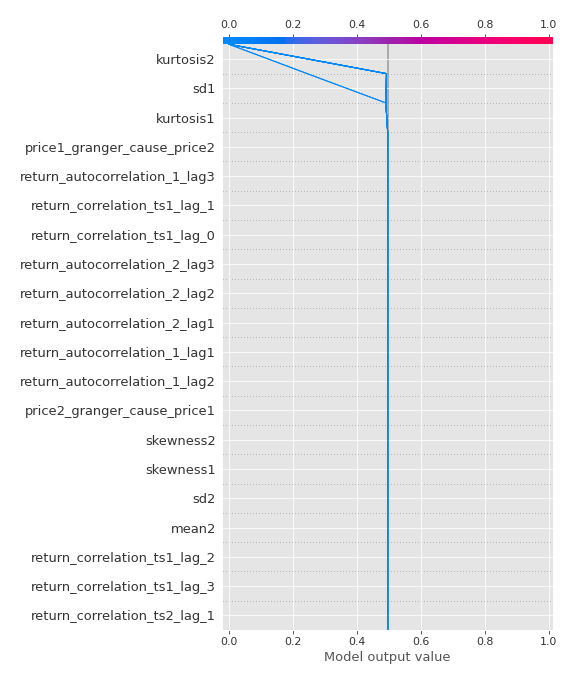 0.0 0.2 0.4 0.6 0.8 1.0
kurtosis2
sd1
kurtosis1
price1_granger_cause_price2
return_autocorrelation_1_lag3
return_correlation_ts1_lag_1
return_correlation_ts1_lag_0
return_autocorrelation_2_lag3
return_autocorrelation_2_lag2
return_autocorrelation_2_lag1
return_autocorrelation_1_lag1
return_autocorrelation_1_lag2
price2_granger_cause_price1
skewness2
skewness1
sd2
mean2
return_correlation_ts1_lag_2
return_correlation_ts1_lag_3
return_correlation_ts2_lag_1
0.0 0.2 0.4 0.6 0.8 1.0
Model output value